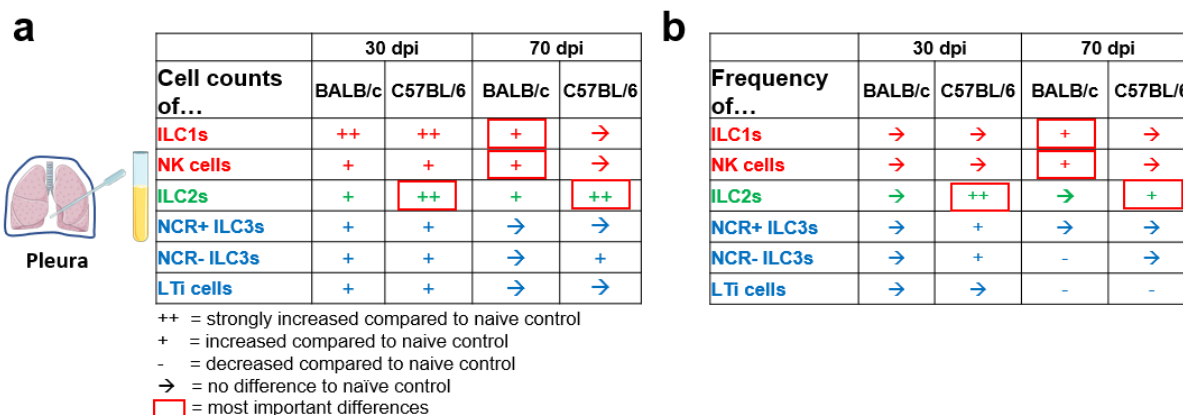 a
30 dpi 70 dpi
Cell counts of... BALB/c C57BL/6 BALB/c C57BL/6
ILC1s ++ ++ + →
NK cells + + + →
ILC2s + ++ + ++
NCR+ ILC3s + + → →
NCR- ILC3s + + → +
LTi cells + + → →
Pleura
++ = strongly increased compared to naive control
+ = increased compared to naive control
- = decreased compared to naive control
→ = no difference to naïve control
= most important differences
b
30 dpi 70 dpi
Frequency of... BALB/c C57BL/6 BALB/c C57BL/6
ILC1s → → + →
NK cells → → + →
ILC2s → ++ → +
NCR+ ILC3s → + → →
NCR- ILC3s → + - →
LTi cells → → - -